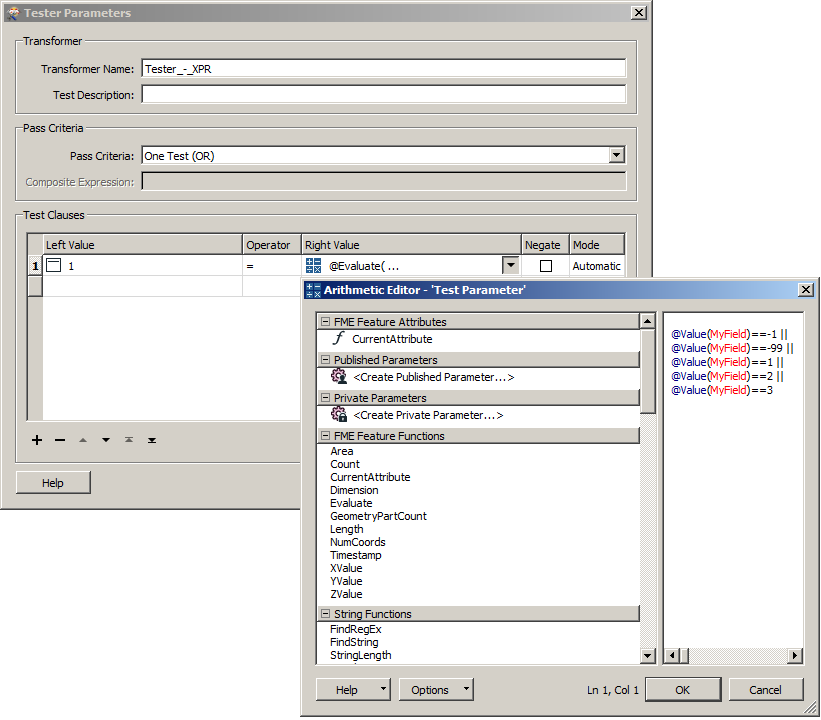 Tester Parameters
Transformer
Transformer Name: Tester_-_XPR
Test Description:
Pass Criteria
Pass Criteria: One Test (OR)
Composite Expression:
Test Clauses
Left Value Operator Right Value Negate Mode
1 1 = @Evaluate( ... Automatic
Help
Arithmetic Editor - 'Test Parameter'
FME Feature Attributes
CurrentAttribute
Published Parameters
<Create Published Parameter...>
Private Parameters
<Create Private Parameter...>
FME Feature Functions
Area
Count
CurrentAttribute
Dimension
Evaluate
GeometryPartCount
Length
NumCoords
Timestamp
XValue
YValue
ZValue
String Functions
FindRegEx
FindString
StringLength
@Value(MyField)==-1 ||
@Value(MyField)==-99 ||
@Value(MyField)==1 ||
@Value(MyField)==2 ||
@Value(MyField)==3
Help Options Ln 1, Col 1 OK Cancel